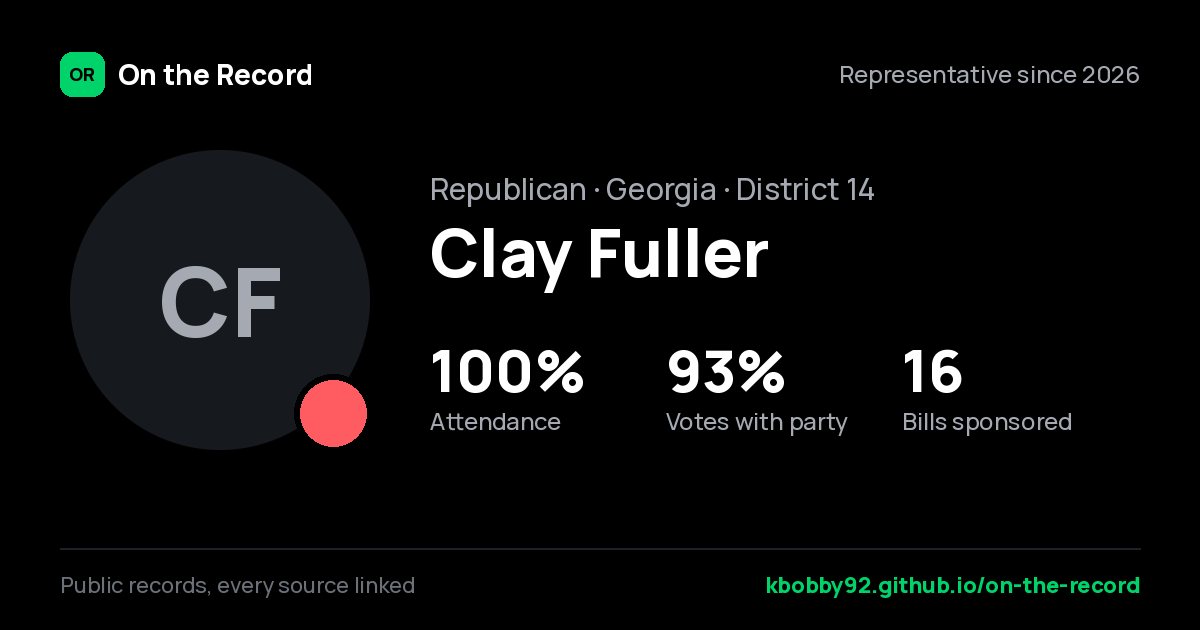 OR On the Record
Representative since 2026
Republican · Georgia · District 14
Clay Fuller
CF
100% 93% 16
Attendance Votes with party Bills sponsored
Public records, every source linked
kbobby92.github.io/on-the-record